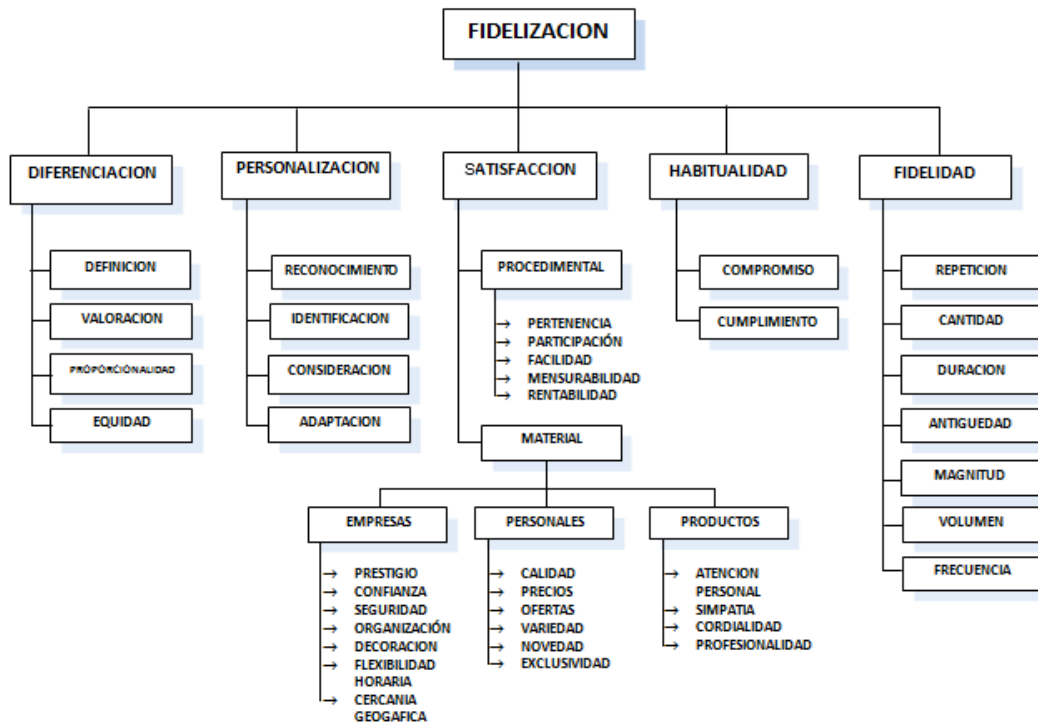 FIDELIZACION
DIFERENCIACION
PERSONALIZACION
SATISFACCION
HABITUALIDAD
FIDELIDAD
DEFINICION
VALORACION
PROPORCIONALIDAD
EQUIDAD
RECONOCIMIENTO
IDENTIFICACION
CONSIDERACION
ADAPTACION
PROCEDIMENTAL
→ PERTENENCIA
→ PARTICIPACIÓN
→ FACILIDAD
→ MENSURABILIDAD
→ RENTABILIDAD
MATERIAL
EMPRESAS
→ PRESTIGIO
→ CONFIANZA
→ SEGURIDAD
→ ORGANIZACIÓN
→ DECORACION
→ FLEXIBILIDAD
HORARIA
→ CERCANIA
GEOGAFICA
PERSONALES
→ CALIDAD
→ PRECIOS
→ OFERTAS
→ VARIEDAD
→ NOVEDAD
→ EXCLUSIVIDAD
PRODUCTOS
→ ATENCION
PERSONAL
→ SIMPATIA
→ CORDIALIDAD
→ PROFESIONALIDAD
COMPROMISO
CUMPLIMIENTO
REPETICION
CANTIDAD
DURACION
ANTIGUEDAD
MAGNITUD
VOLUMEN
FRECUENCIA